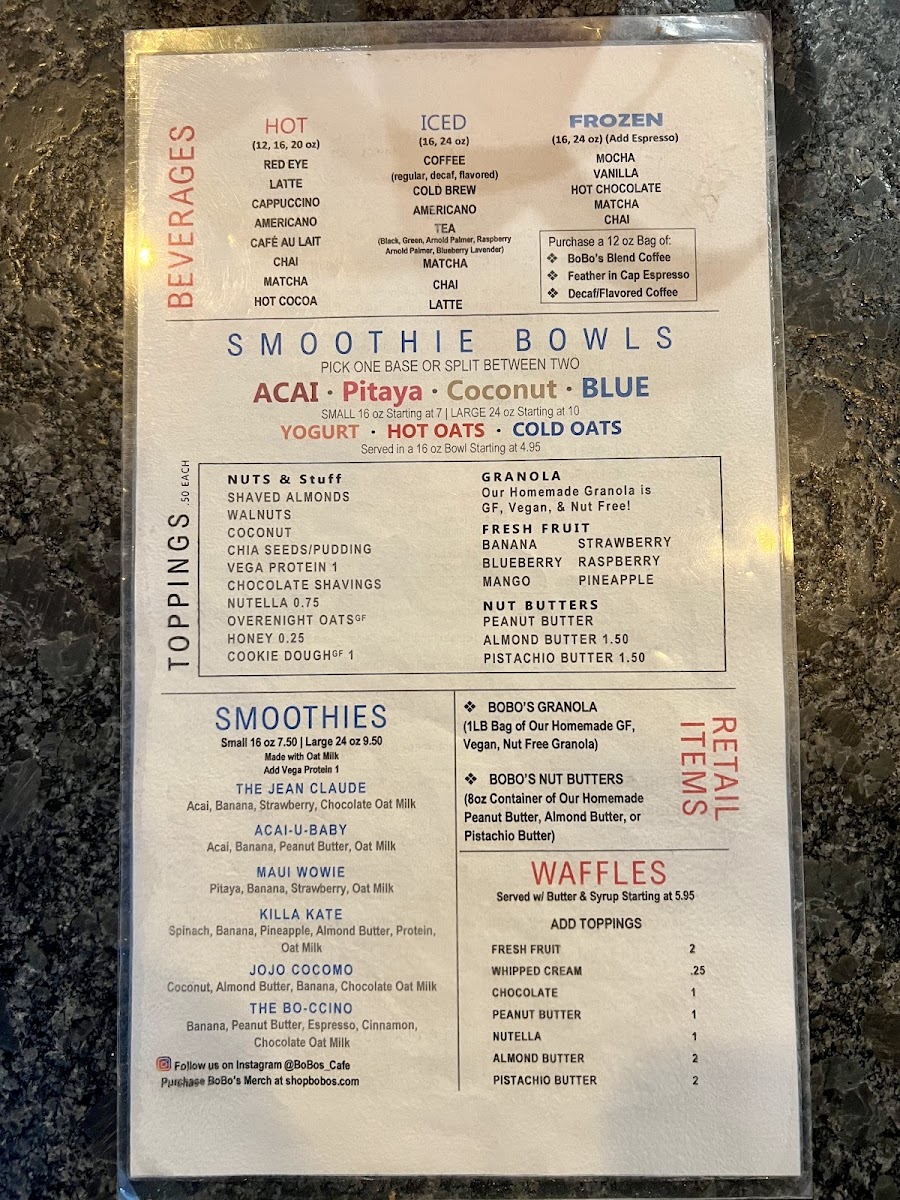 BEVERAGES
HOT
(12, 16, 20 oz)
RED EYE
LATTE
CAPPUCCINO
AMERICANO
CAFÉ AU LAIT
CHAI
MATCHA
HOT COCOA
ICED
(16, 24 oz)
COFFEE
(regular, decaf, flavored)
COLD BREW
AMERICANO
TEA
(Black, Green, Arnold Palmer, Raspberry
Arnold Palmer, Blueberry Lavender)
MATCHA
CHAI
LATTE
FROZEN
(16, 24 oz) (Add Espresso)
MOCHA
VANILLA
HOT CHOCOLATE
MATCHA
CHAI
Purchase a 12 oz Bag of:
❖ BoBo's Blend Coffee
❖ Feather in Cap Espresso
❖ Decaf/Flavored Coffee
SMOOTHIE BOWLS
PICK ONE BASE OR SPLIT BETWEEN TWO
ACAI · Pitaya · Coconut · BLUE
SMALL 16 oz Starting at 7 | LARGE 24 oz Starting at 10
YOGURT · HOT OATS · COLD OATS
Served in a 16 oz Bowl Starting at 4.95
TOPPINGS .50 EACH
NUTS & Stuff
SHAVED ALMONDS
WALNUTS
COCONUT
CHIA SEEDS/PUDDING
VEGA PROTEIN 1
CHOCOLATE SHAVINGS
NUTELLA 0.75
OVERENIGHT OATS GF
HONEY 0.25
COOKIE DOUGH GF 1
GRANOLA
Our Homemade Granola is
GF, Vegan, & Nut Free!
FRESH FRUIT
BANANA STRAWBERRY
BLUEBERRY RASPBERRY
MANGO PINEAPPLE
NUT BUTTERS
PEANUT BUTTER
ALMOND BUTTER 1.50
PISTACHIO BUTTER 1.50
SMOOTHIES
Small 16 oz 7.50 | Large 24 oz 9.50
Made with Oat Milk
Add Vega Protein 1
THE JEAN CLAUDE
Acai, Banana, Strawberry, Chocolate Oat Milk
ACAI-U-BABY
Acai, Banana, Peanut Butter, Oat Milk
MAUI WOWIE
Pitaya, Banana, Strawberry, Oat Milk
KILLA KATE
Spinach, Banana, Pineapple, Almond Butter, Protein,
Oat Milk
JOJO COCOMO
Coconut, Almond Butter, Banana, Chocolate Oat Milk
THE BO-CCINO
Banana, Peanut Butter, Espresso, Cinnamon,
Chocolate Oat Milk
Follow us on Instagram @BoBos_Cafe
Purchase BoBo's Merch at shopbobos.com
RETAIL
ITEMS
❖ BOBO'S GRANOLA
(1LB Bag of Our Homemade GF,
Vegan, Nut Free Granola)
❖ BOBO'S NUT BUTTERS
(8oz Container of Our Homemade
Peanut Butter, Almond Butter, or
Pistachio Butter)
WAFFLES
Served w/ Butter & Syrup Starting at 5.95
ADD TOPPINGS
FRESH FRUIT 2
WHIPPED CREAM .25
CHOCOLATE 1
PEANUT BUTTER 1
NUTELLA 1
ALMOND BUTTER 2
PISTACHIO BUTTER 2